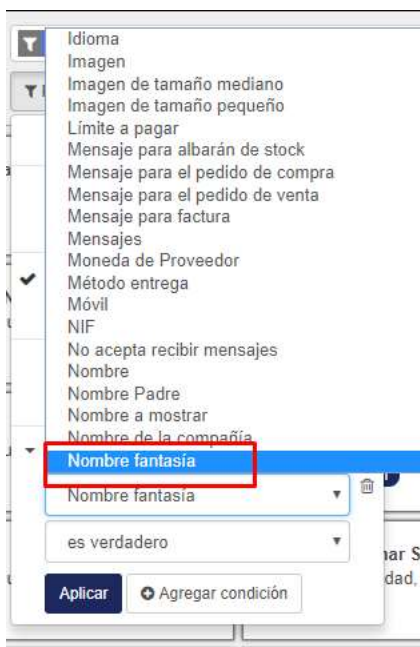 Idioma
Imagen
Imagen de tamaño mediano
Imagen de tamaño pequeño
Límite a pagar
Mensaje para albarán de stock
Mensaje para el pedido de compra
Mensaje para el pedido de venta
Mensaje para factura
Mensajes
Moneda de Proveedor
Método entrega
Móvil
NIF
No acepta recibir mensajes
Nombre
Nombre Padre
Nombre a mostrar
Nombre de la compañía
Nombre fantasía
Nombre fantasía
es verdadero
Aplicar Agregar condición